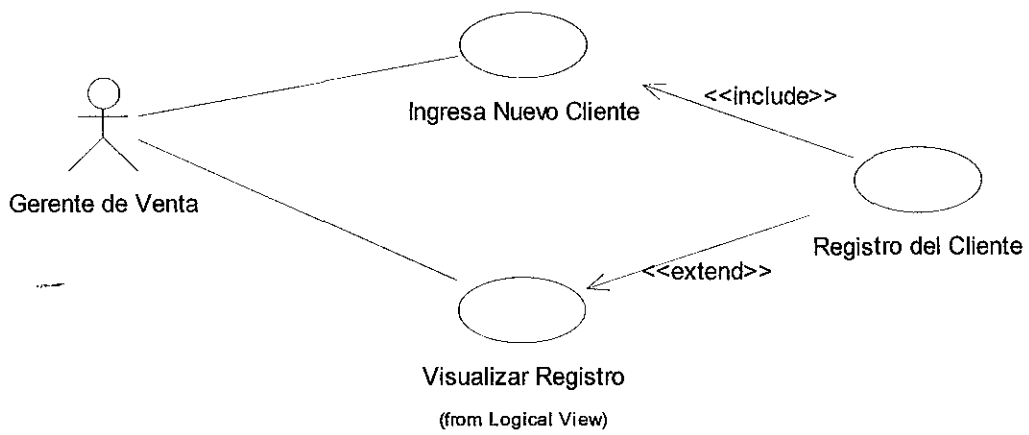 Ingresa Nuevo Cliente
<<include>>
Gerente de Venta
Registro del Cliente
<<extend>>
Visualizar Registro
(from Logical View)